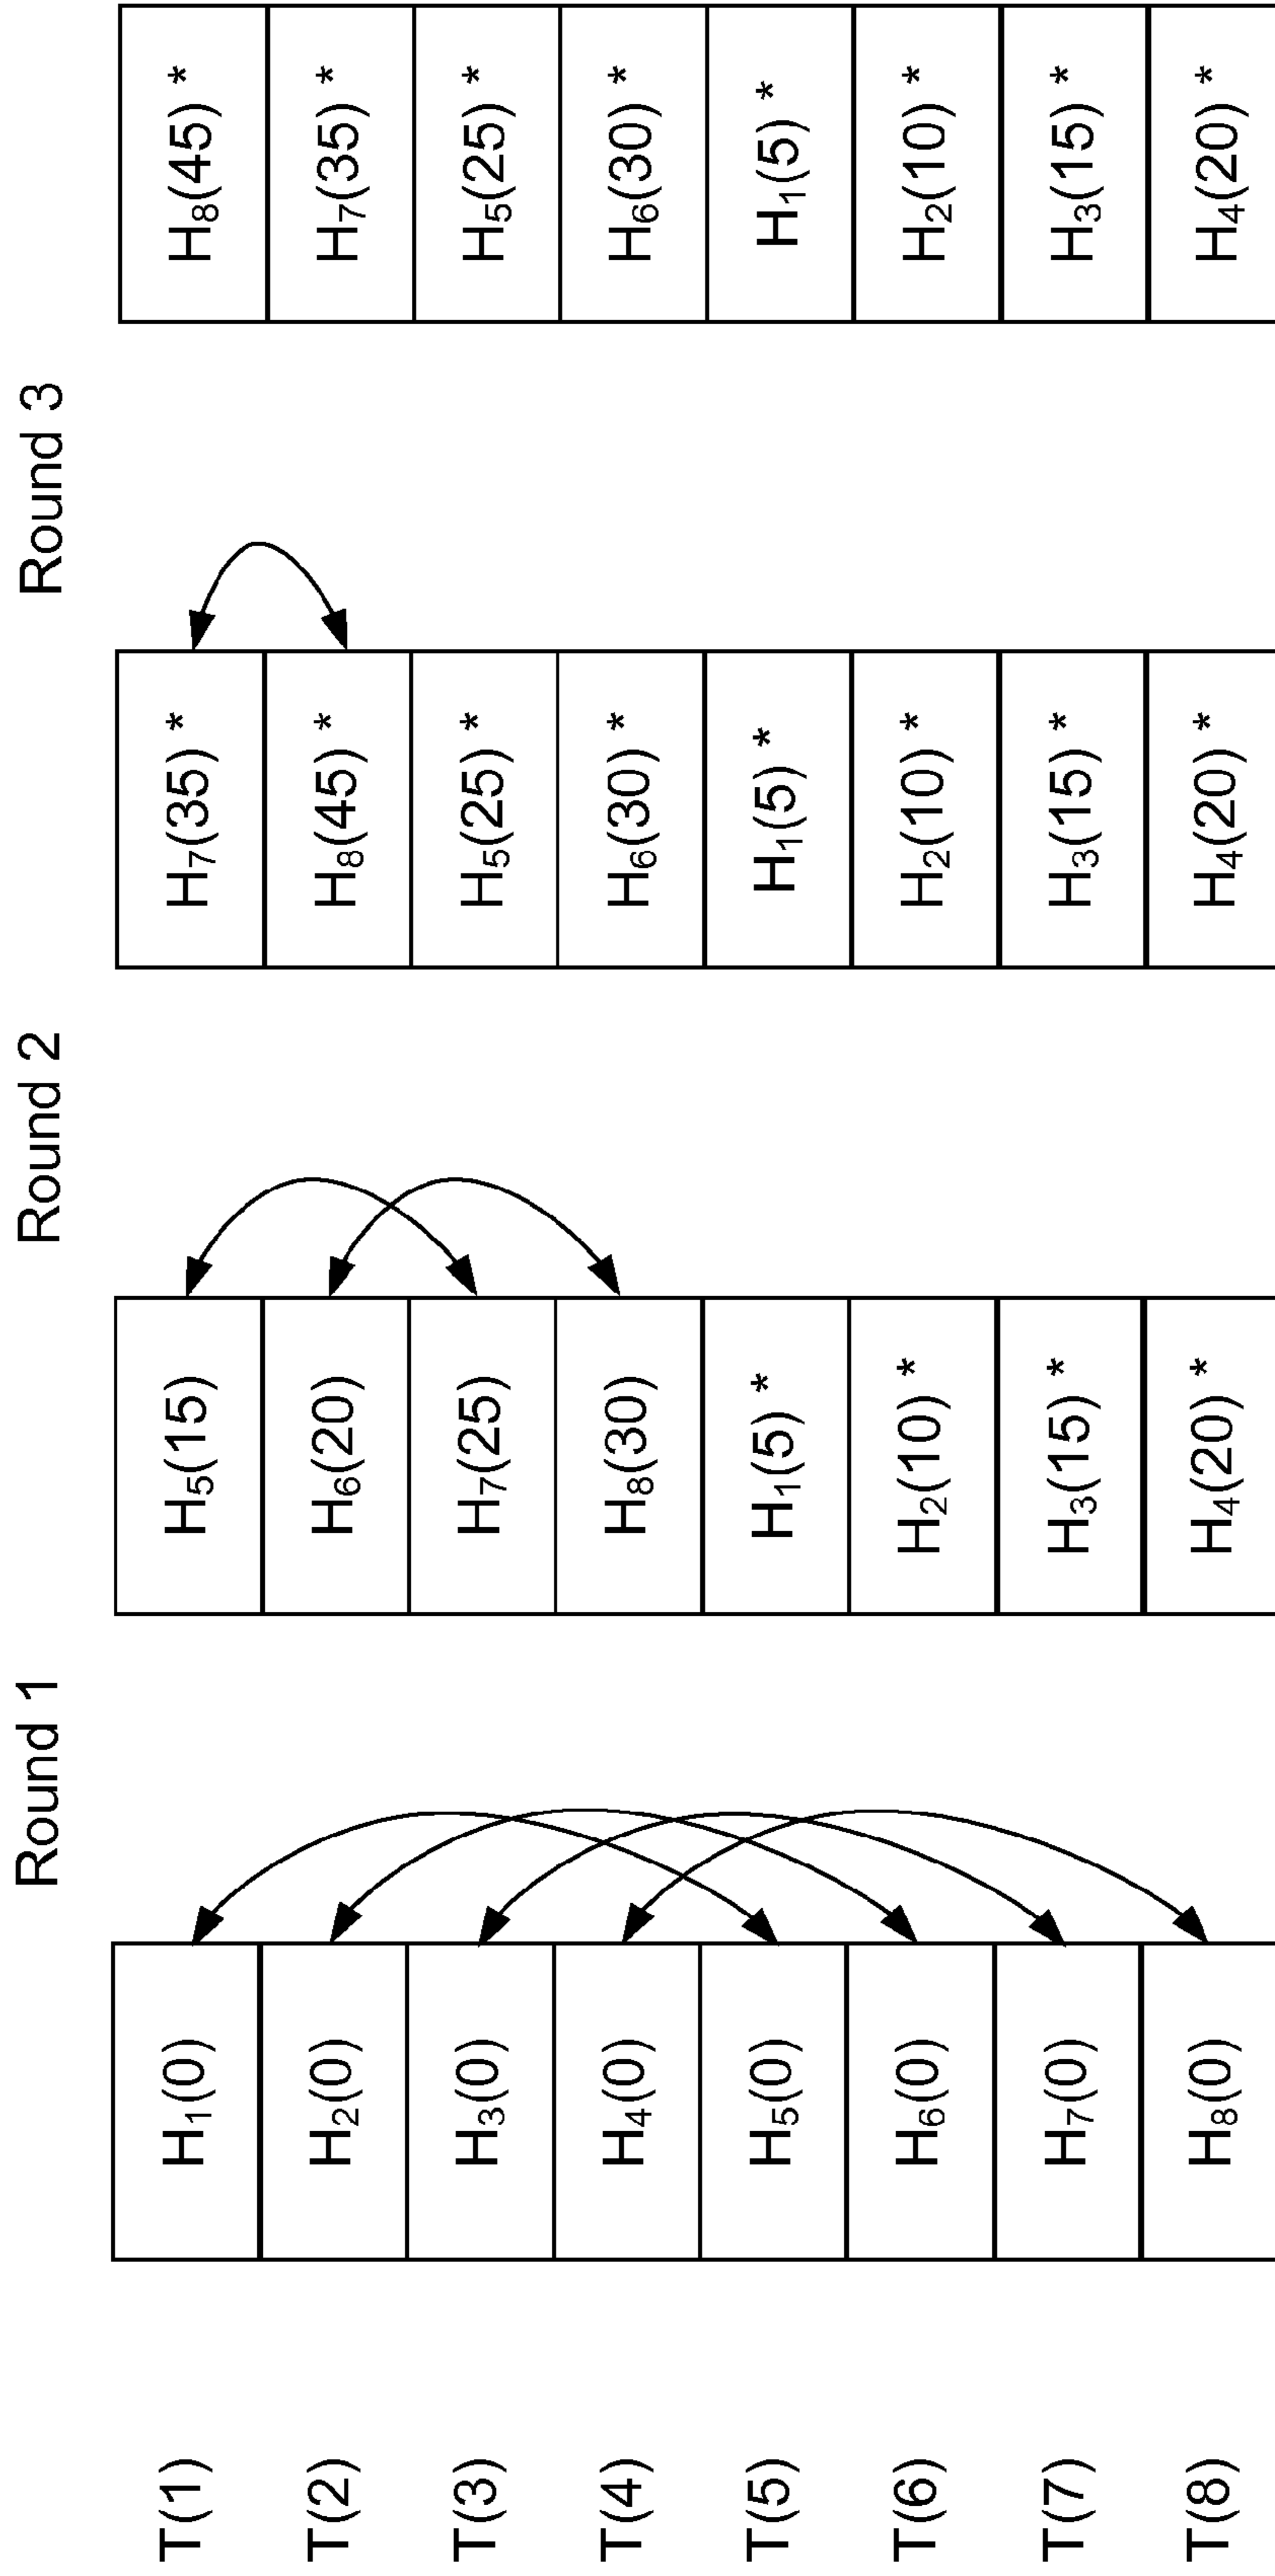 Round 1
Round 2
Round 3
T(1)
H₁(0)
H₅(15)
H₇(35) *
H₈(45) *
T(2)
H₂(0)
H₆(20)
H₈(45) *
H₇(35) *
T(3)
H₃(0)
H₇(25)
H₅(25) *
H₅(25) *
T(4)
H₄(0)
H₈(30)
H₆(30) *
H₆(30) *
T(5)
H₅(0)
H₁(5) *
H₁(5) *
H₁(5) *
T(6)
H₆(0)
H₂(10) *
H₂(10) *
H₂(10) *
T(7)
H₇(0)
H₃(15) *
H₃(15) *
H₃(15) *
T(8)
H₈(0)
H₄(20) *
H₄(20) *
H₄(20) *